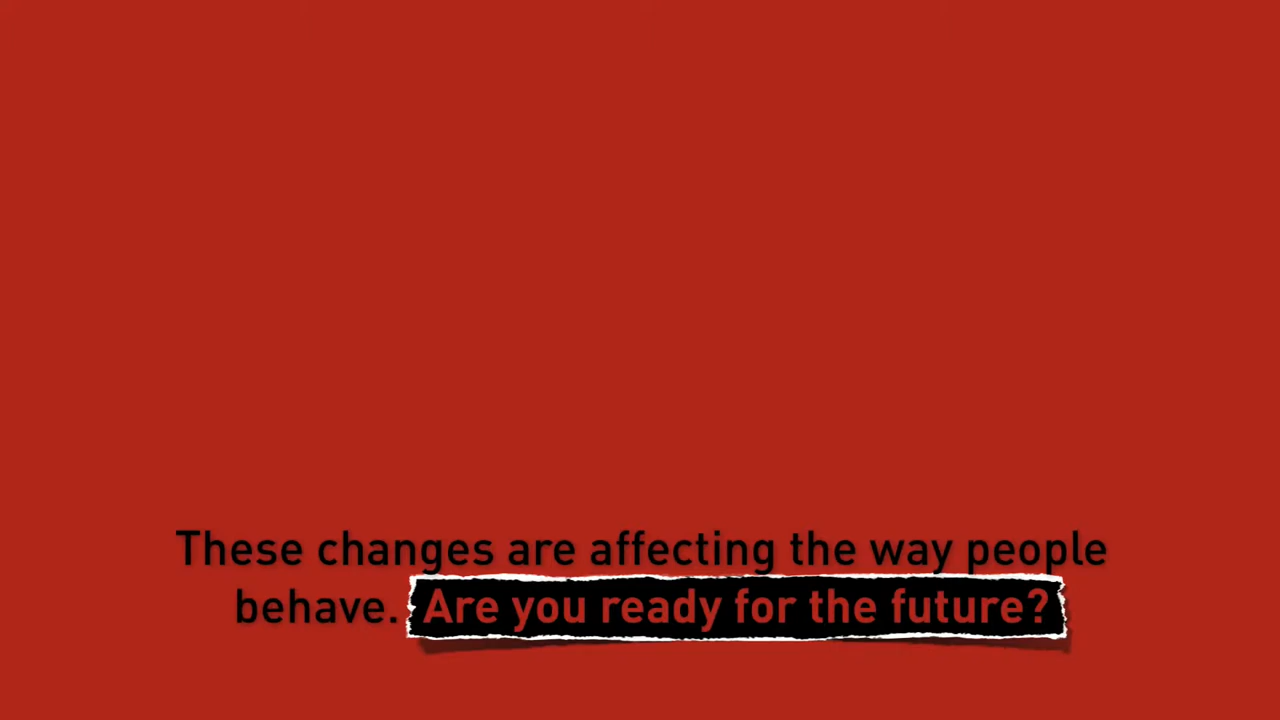 These changes are affecting the way people
behave. Are you ready for the future?